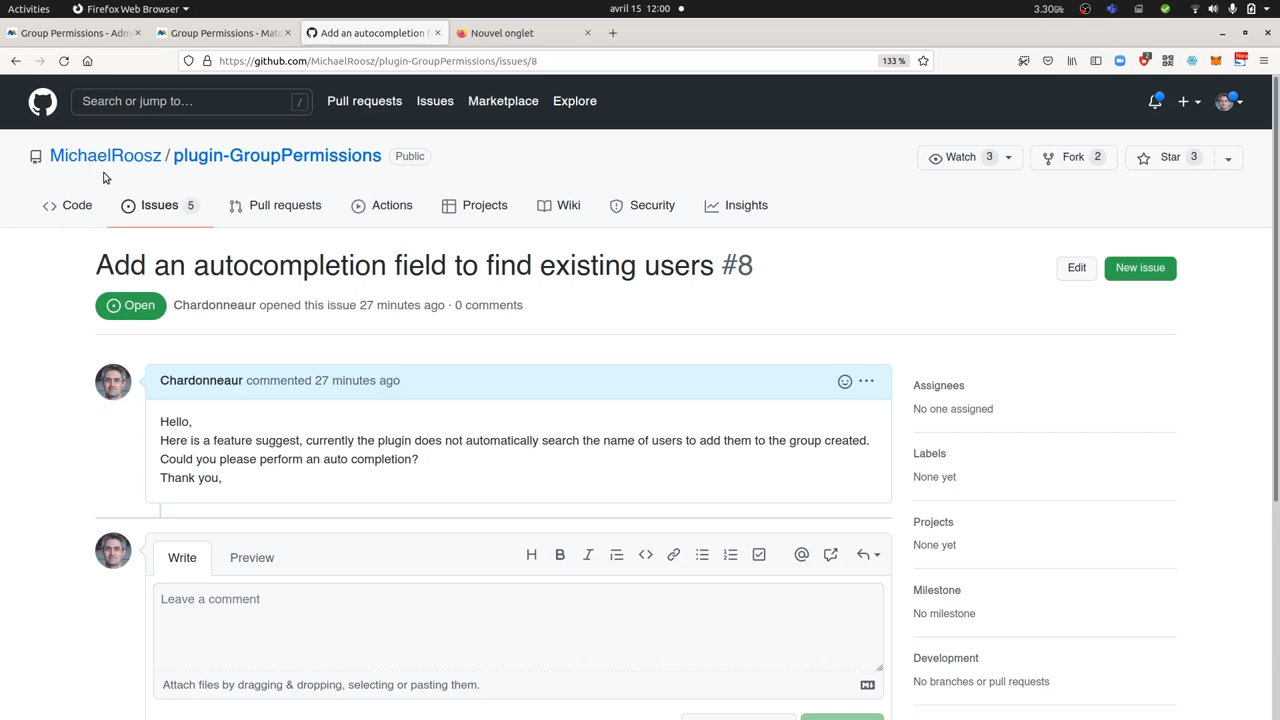 Activities
Firefox Web Browser
avril 15 12:00
3.30G
Group Permissions - Adm
Group Permissions - Mato
Add an autocompletion f
Nouvel onglet
https://github.com/MichaelRoosz/plugin-GroupPermissions/issues/8
133 %
New
Search or jump to…
/
Pull requests
Issues
Marketplace
Explore
MichaelRoosz / plugin-GroupPermissions
Public
Watch 3
Fork 2
Star 3
Code
Issues 5
Pull requests
Actions
Projects
Wiki
Security
Insights
Add an autocompletion field to find existing users #8
Edit
New issue
Open
Chardonneaur opened this issue 27 minutes ago · 0 comments
Chardonneaur commented 27 minutes ago
Hello,
Here is a feature suggest, currently the plugin does not automatically search the name of users to add them to the group created.
Could you please perform an auto completion?
Thank you,
Assignees
No one assigned
Labels
None yet
Projects
None yet
Milestone
No milestone
Development
No branches or pull requests
Write
Preview
Leave a comment
Attach files by dragging & dropping, selecting or pasting them.